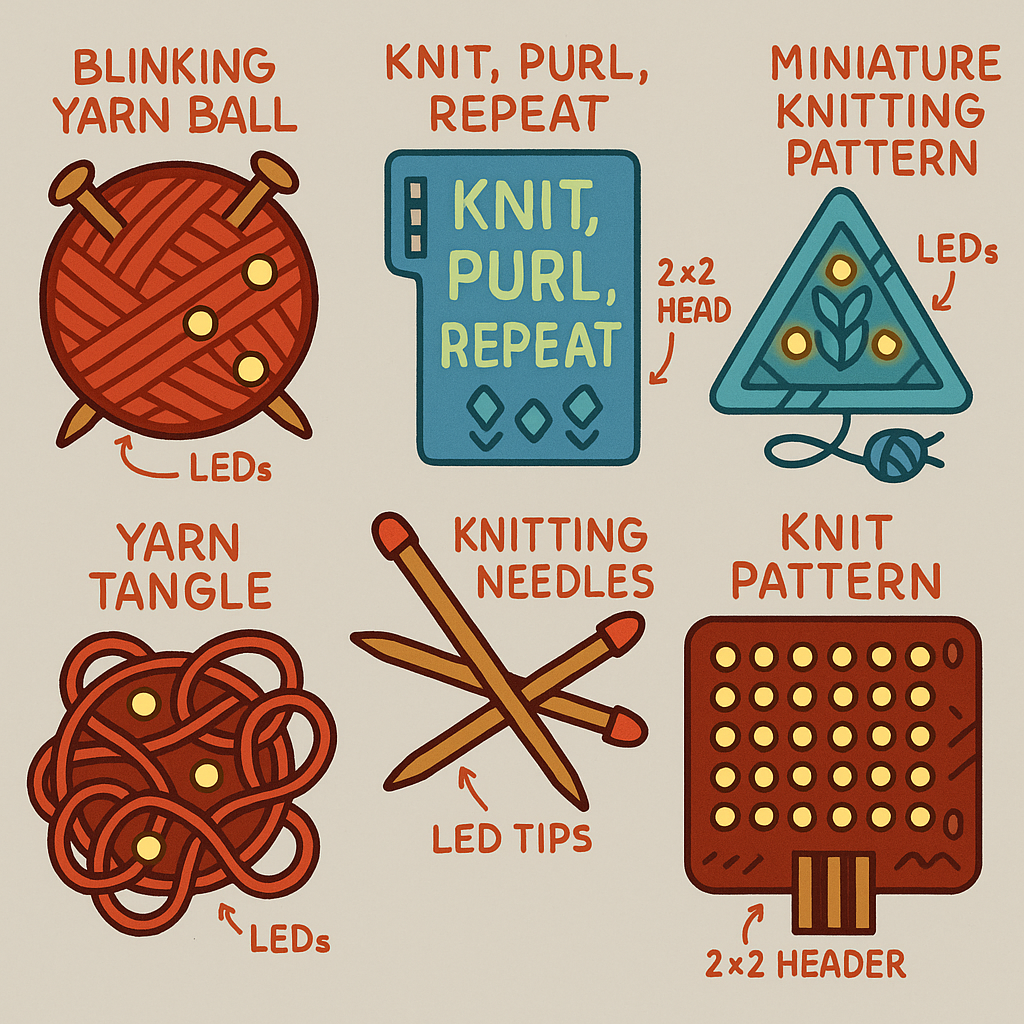 BLINKING
YARN BALL
LEDs
KNIT, PURL,
REPEAT
KNIT,
PURL,
REPEAT
2×2
HEAD
MINIATURE
KNITTING
PATTERN
LEDs
YARN
TANGLE
LEDs
KNITTING
NEEDLES
LED TIPS
KNIT
PATTERN
2×2 HEADER